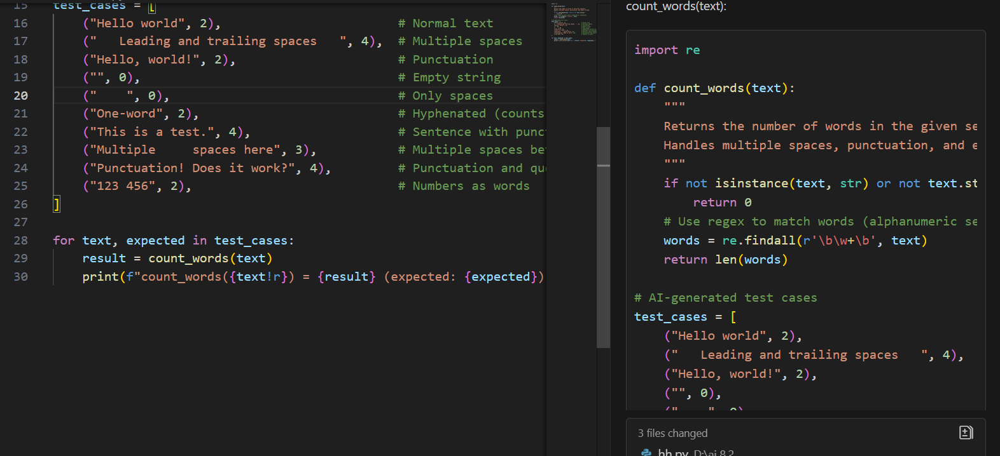 15 test_cases = [
16 ("Hello world", 2), # Normal text
17 ("   Leading and trailing spaces   ", 4), # Multiple spaces
18 ("Hello, world!", 2), # Punctuation
19 ("", 0), # Empty string
20 ("    ", 0), # Only spaces
21 ("One-word", 2), # Hyphenated (counts
22 ("This is a test.", 4), # Sentence with punc
23 ("Multiple     spaces here", 3), # Multiple spaces be
24 ("Punctuation! Does it work?", 4), # Punctuation and qu
25 ("123 456", 2), # Numbers as words
26 ]
27
28 for text, expected in test_cases:
29     result = count_words(text)
30     print(f"count_words({text!r}) = {result} (expected: {expected})
count_words(text):
import re
def count_words(text):
    """
    Returns the number of words in the given se
    Handles multiple spaces, punctuation, and e
    """
    if not isinstance(text, str) or not text.st
        return 0
    # Use regex to match words (alphanumeric se
    words = re.findall(r'\b\w+\b', text)
    return len(words)
# AI-generated test cases
test_cases = [
    ("Hello world", 2),
    ("   Leading and trailing spaces   ", 4),
    ("Hello, world!", 2),
    ("", 0),
3 files changed
hh.py D:\ai 8.2